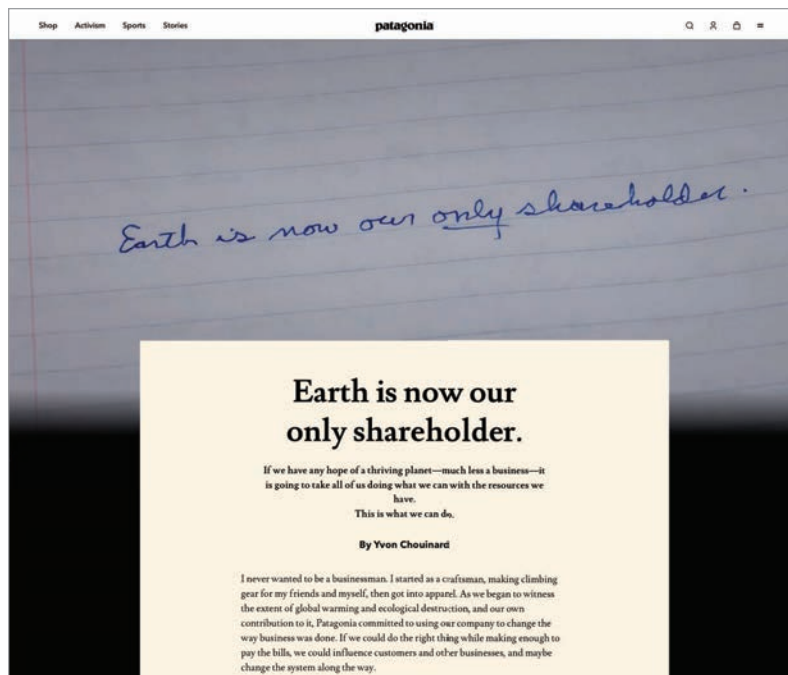 Shop Activism Sports Stories patagonia
Earth is now our only shareholder.
Earth is now our
only shareholder.
If we have any hope of a thriving planet—much less a business—it
is going to take all of us doing what we can with the resources we
have.
This is what we can do.
By Yvon Chouinard
I never wanted to be a businessman. I started as a craftsman, making climbing
gear for my friends and myself, then got into apparel. As we began to witness
the extent of global warming and ecological destruction, and our own
contribution to it, Patagonia committed to using our company to change the
way business was done. If we could do the right thing while making enough to
pay the bills, we could influence customers and other businesses, and maybe
change the system along the way.